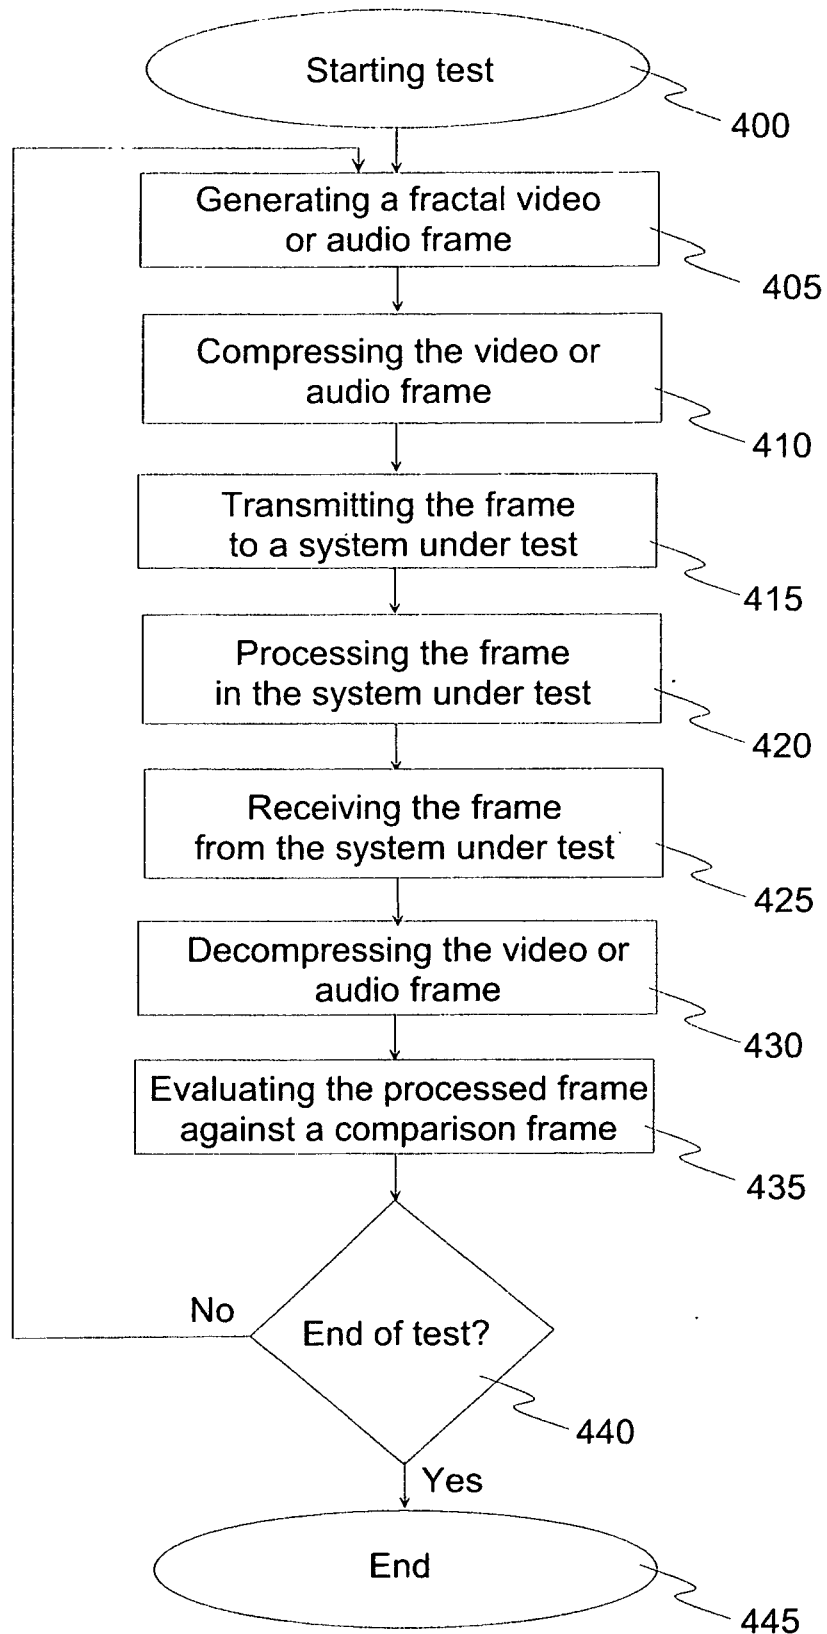 Starting test
400
Generating a fractal video
or audio frame
405
Compressing the video or
audio frame
410
Transmitting the frame
to a system under test
415
Processing the frame
in the system under test
420
Receiving the frame
from the system under test
425
Decompressing the video or
audio frame
430
Evaluating the processed frame
against a comparison frame
435
No
End of test?
440
Yes
End
445